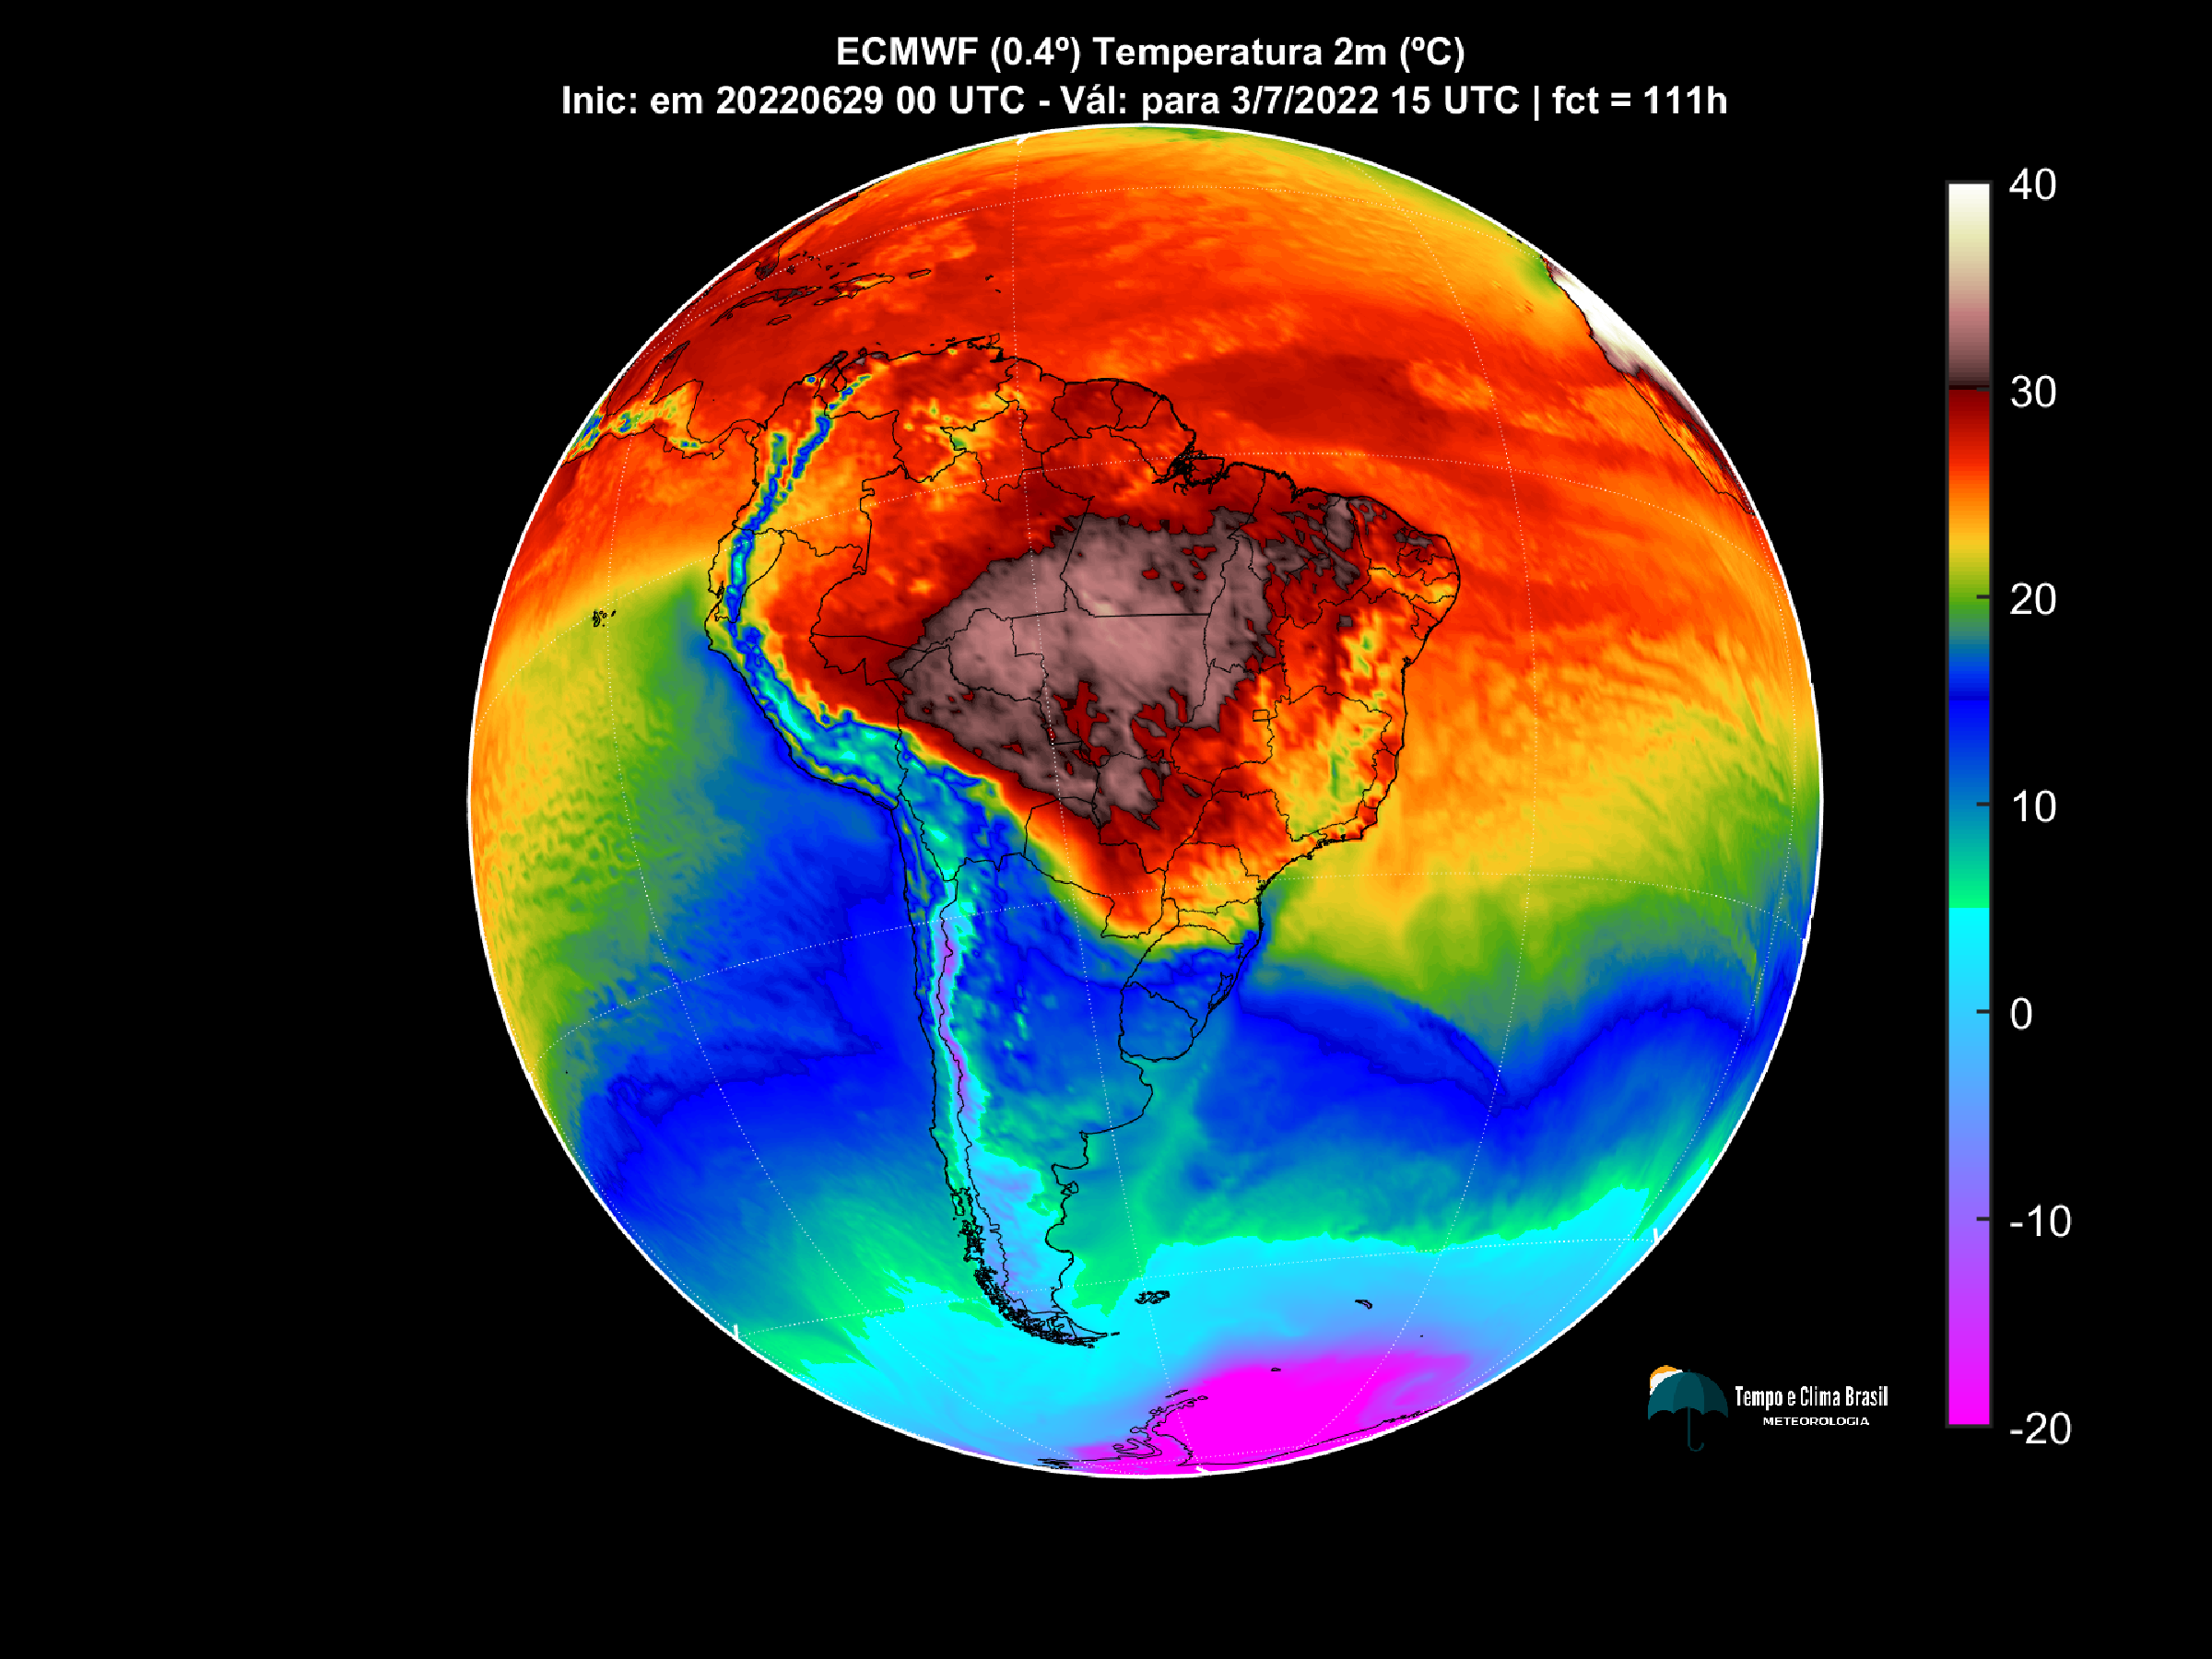 ECMWF (0.4º) Temperatura 2m (ºC)
Inic: em 20220629 00 UTC - Vál: para 3/7/2022 15 UTC | fct = 111h
40
30
20
10
0
-10
-20
Tempo e Clima Brasil
METEOROLOGIA